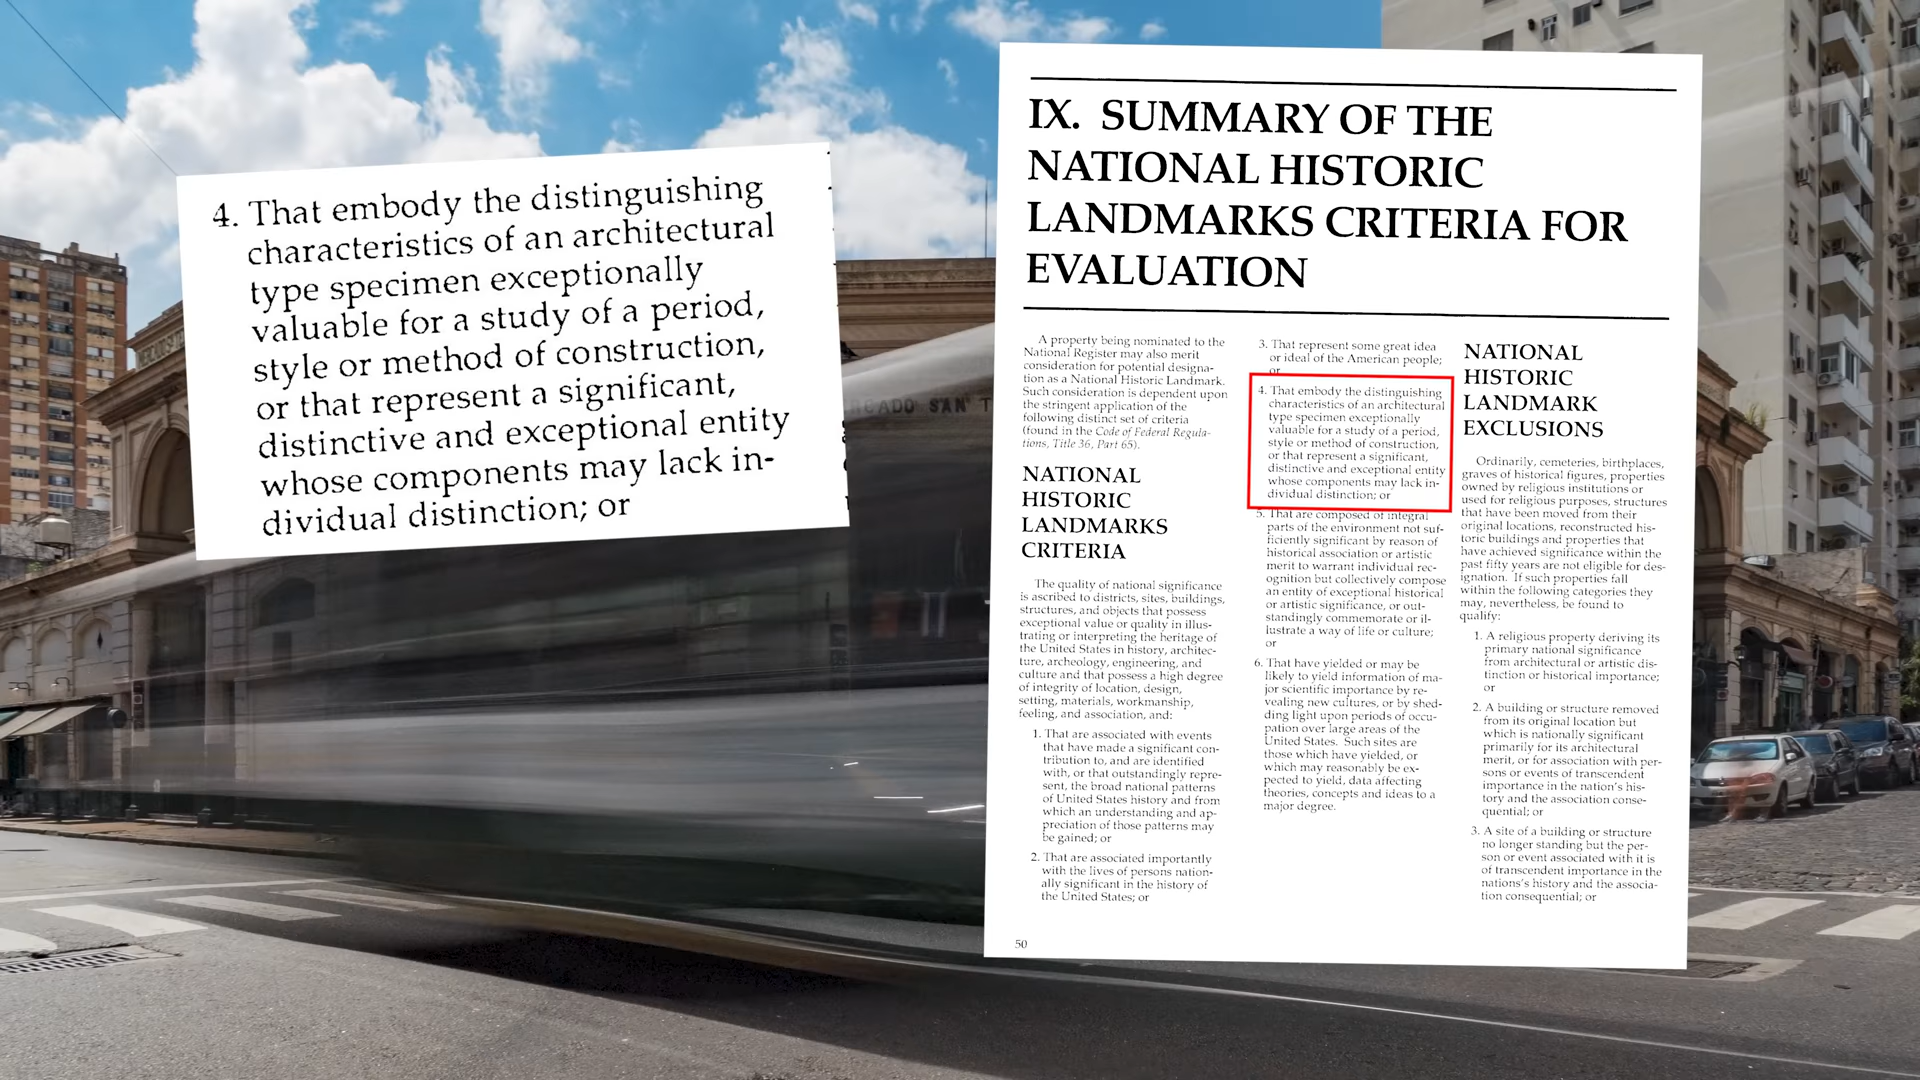 4. That embody the distinguishing
characteristics of an architectural
type specimen exceptionally
valuable for a study of a period,
style or method of construction,
or that represent a significant,
distinctive and exceptional entity
whose components may lack in-
dividual distinction; or
IX. SUMMARY OF THE
NATIONAL HISTORIC
LANDMARKS CRITERIA FOR
EVALUATION
A property being nominated to the
National Register may also merit
consideration for potential designa-
tion as a National Historic Landmark.
Such consideration is dependent upon
the stringent application of the
following distinct set of criteria
(found in the Code of Federal Regula-
tions, Title 36, Part 65).
NATIONAL
HISTORIC
LANDMARKS
CRITERIA
The quality of national significance
is ascribed to districts, sites, buildings,
structures, and objects that possess
exceptional value or quality in illus-
trating or interpreting the heritage of
the United States in history, architec-
ture, archeology, engineering, and
culture and that possess a high degree
of integrity of location, design,
setting, materials, workmanship,
feeling, and association, and:
1. That are associated with events
that have made a significant con-
tribution to, and are identified
with, or that outstandingly repre-
sent, the broad national patterns
of United States history and from
which an understanding and ap-
preciation of those patterns may
be gained; or
2. That are associated importantly
with the lives of persons nation-
ally significant in the history of
the United States; or
3. That represent some great idea
or ideal of the American people;
or
4. That embody the distinguishing
characteristics of an architectural
type specimen exceptionally
valuable for a study of a period,
style or method of construction,
or that represent a significant,
distinctive and exceptional entity
whose components may lack in-
dividual distinction; or
5. That are composed of integral
parts of the environment not suf-
ficiently significant by reason of
historical association or artistic
merit to warrant individual rec-
ognition but collectively compose
an entity of exceptional historical
or artistic significance, or out-
standingly commemorate or il-
lustrate a way of life or culture;
or
6. That have yielded or may be
likely to yield information of ma-
jor scientific importance by re-
vealing new cultures, or by shed-
ding light upon periods of occu-
pation over large areas of the
United States. Such sites are
those which have yielded, or
which may reasonably be ex-
pected to yield, data affecting
theories, concepts and ideas to a
major degree.
NATIONAL
HISTORIC
LANDMARK
EXCLUSIONS
Ordinarily, cemeteries, birthplaces,
graves of historical figures, properties
owned by religious institutions or
used for religious purposes, structures
that have been moved from their
original locations, reconstructed his-
toric buildings and properties that
have achieved significance within the
past fifty years are not eligible for des-
ignation. If such properties fall
within the following categories they
may, nevertheless, be found to
qualify:
1. A religious property deriving its
primary national significance
from architectural or artistic dis-
tinction or historical importance;
or
2. A building or structure removed
from its original location but
which is nationally significant
primarily for its architectural
merit, or for association with per-
sons or events of transcendent
importance in the nation's his-
tory and the association conse-
quential; or
3. A site of a building or structure
no longer standing but the per-
son or event associated with it is
of transcendent importance in the
nations's history and the associa-
tion consequential; or
50